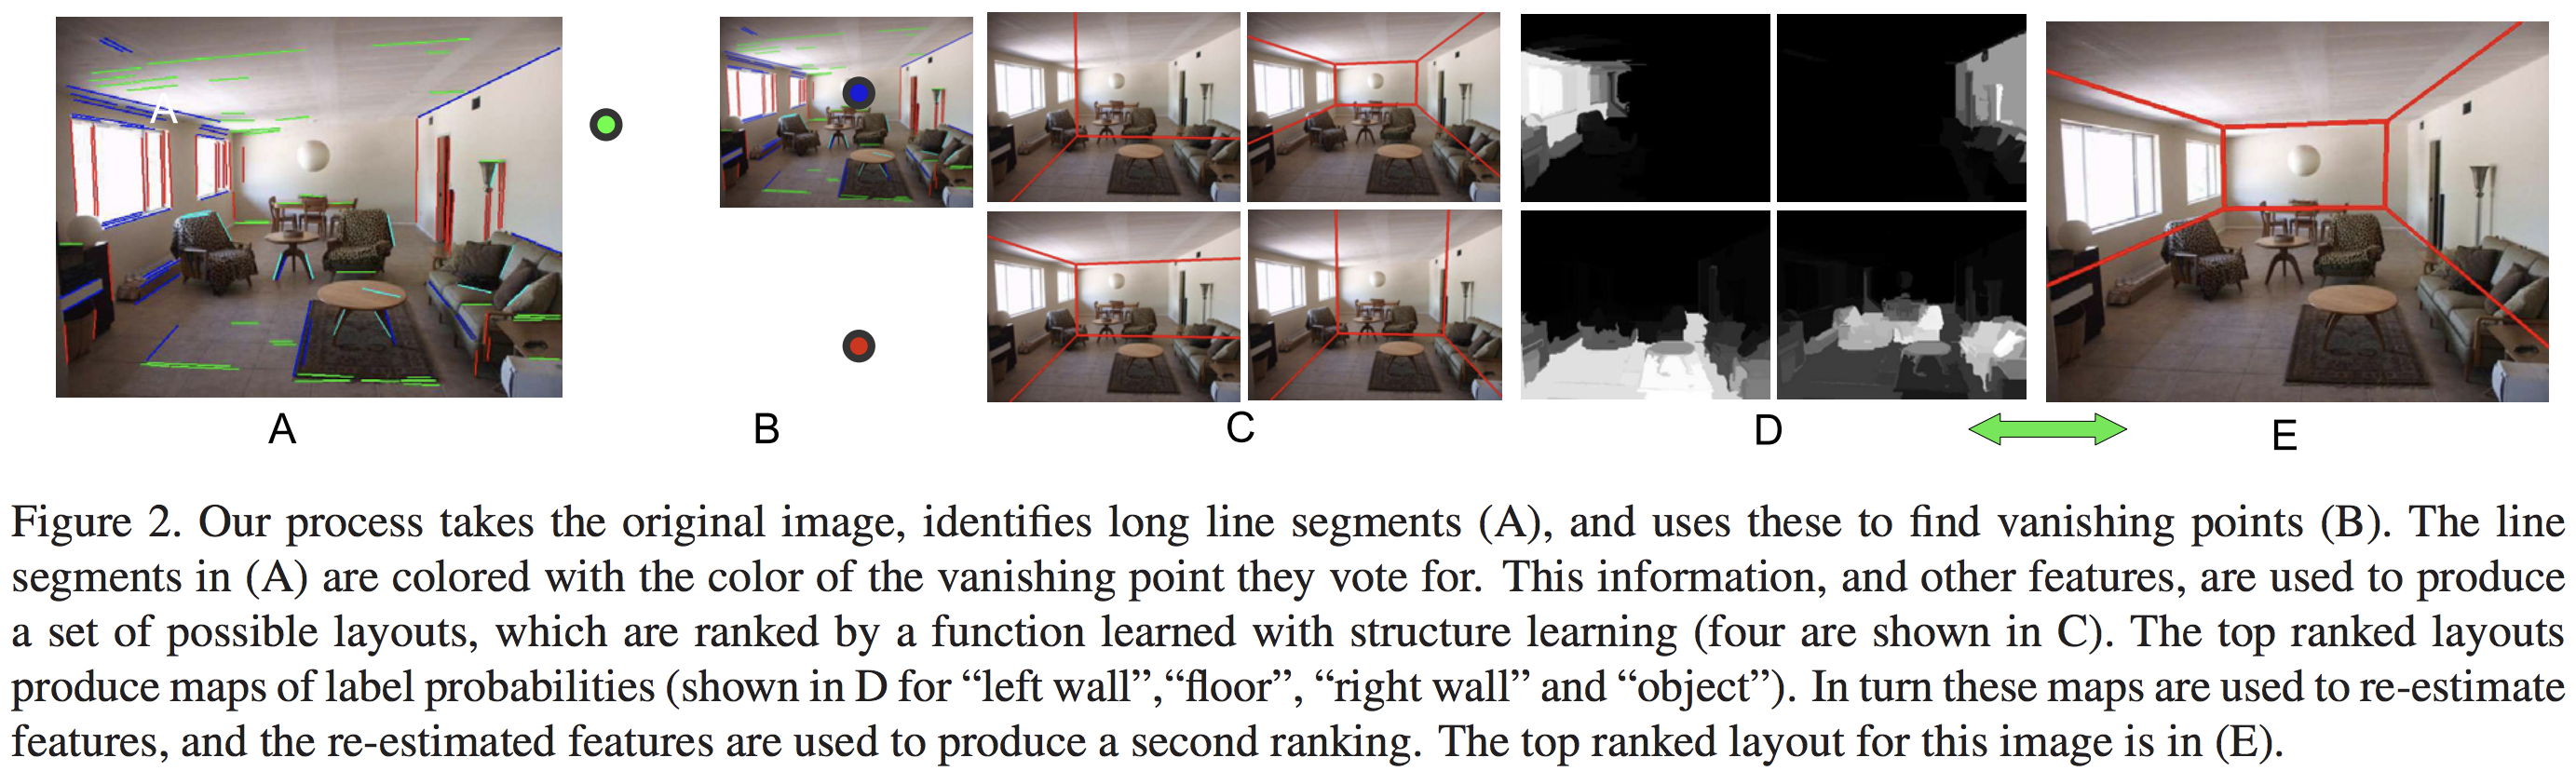 A
A
B
C
D
E
Figure 2. Our process takes the original image, identifies long line segments (A), and uses these to find vanishing points (B). The line
segments in (A) are colored with the color of the vanishing point they vote for. This information, and other features, are used to produce
a set of possible layouts, which are ranked by a function learned with structure learning (four are shown in C). The top ranked layouts
produce maps of label probabilities (shown in D for “left wall”,“floor”, “right wall” and “object”). In turn these maps are used to re-estimate
features, and the re-estimated features are used to produce a second ranking. The top ranked layout for this image is in (E).